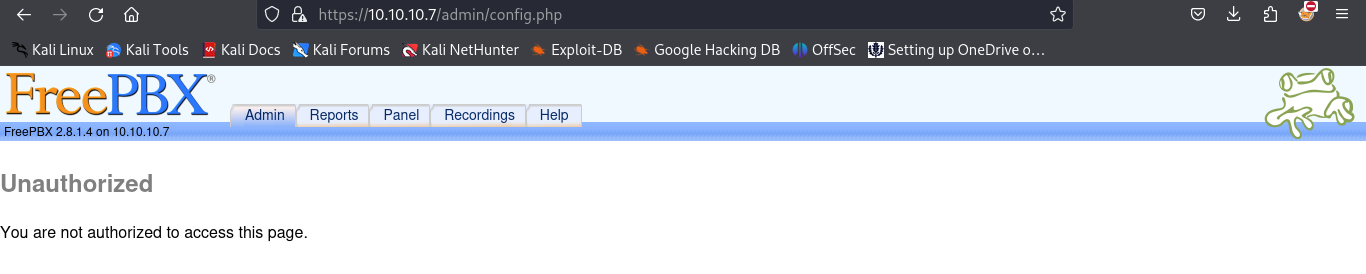 https://10.10.10.7/admin/config.php
Kali Linux Kali Tools Kali Docs Kali Forums Kali NetHunter Exploit-DB Google Hacking DB OffSec Setting up OneDrive o…
FreePBX®
Admin Reports Panel Recordings Help
FreePBX 2.8.1.4 on 10.10.10.7
Unauthorized
You are not authorized to access this page.